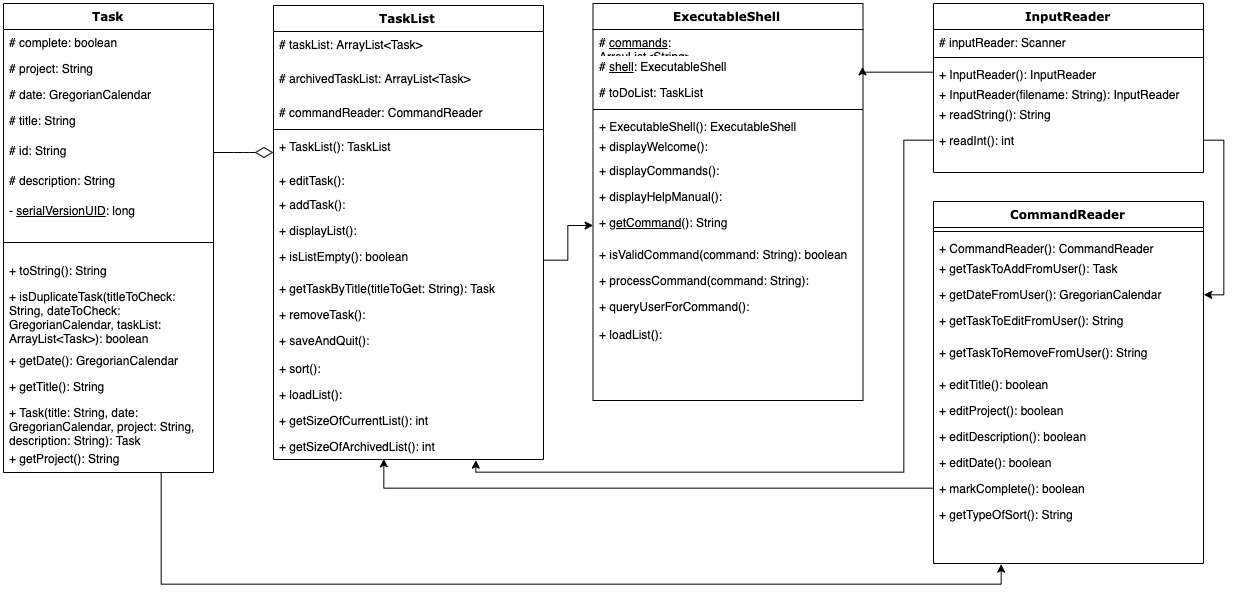 Task
# complete: boolean
# project: String
# date: GregorianCalendar
# title: String
# id: String
# description: String
- serialVersionUID: long
+ toString(): String
+ isDuplicateTask(titleToCheck:
String, dateToCheck:
GregorianCalendar, taskList:
ArrayList<Task>): boolean
+ getDate(): GregorianCalendar
+ getTitle(): String
+ Task(title: String, date:
GregorianCalendar, project: String,
description: String): Task
+ getProject(): String
TaskList
# taskList: ArrayList<Task>
# archivedTaskList: ArrayList<Task>
# commandReader: CommandReader
+ TaskList(): TaskList
+ editTask():
+ addTask():
+ displayList():
+ isListEmpty(): boolean
+ getTaskByTitle(titleToGet: String): Task
+ removeTask():
+ saveAndQuit():
+ sort():
+ loadList():
+ getSizeOfCurrentList(): int
+ getSizeOfArchivedList(): int
ExecutableShell
# commands:
ArrayList<String>
# shell: ExecutableShell
# toDoList: TaskList
+ ExecutableShell(): ExecutableShell
+ displayWelcome():
+ displayCommands():
+ displayHelpManual():
+ getCommand(): String
+ isValidCommand(command: String): boolean
+ processCommand(command: String):
+ queryUserForCommand():
+ loadList():
InputReader
# inputReader: Scanner
+ InputReader(): InputReader
+ InputReader(filename: String): InputReader
+ readString(): String
+ readInt(): int
CommandReader
+ CommandReader(): CommandReader
+ getTaskToAddFromUser(): Task
+ getDateFromUser(): GregorianCalendar
+ getTaskToEditFromUser(): String
+ getTaskToRemoveFromUser(): String
+ editTitle(): boolean
+ editProject(): boolean
+ editDescription(): boolean
+ editDate(): boolean
+ markComplete(): boolean
+ getTypeOfSort(): String